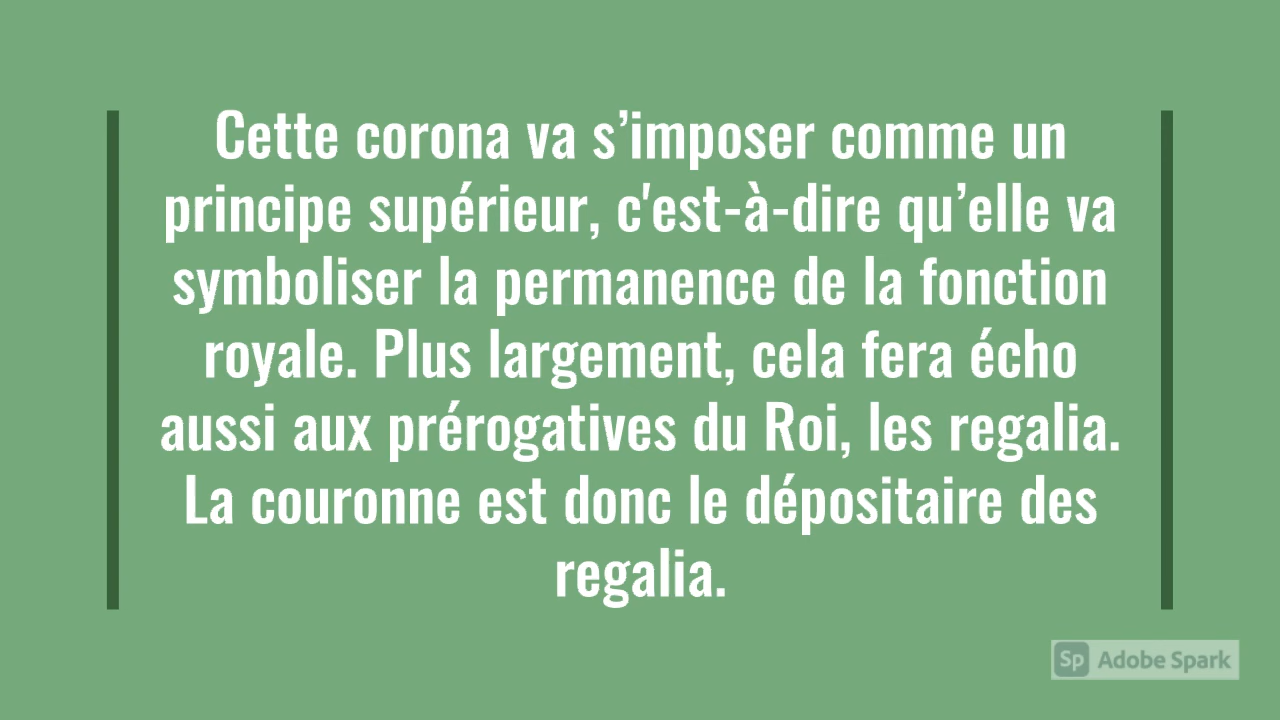 Cette corona va s’imposer comme un
principe supérieur, c'est-à-dire qu’elle va
symboliser la permanence de la fonction
royale. Plus largement, cela fera écho
aussi aux prérogatives du Roi, les regalia.
La couronne est donc le dépositaire des
regalia.
Sp Adobe Spark